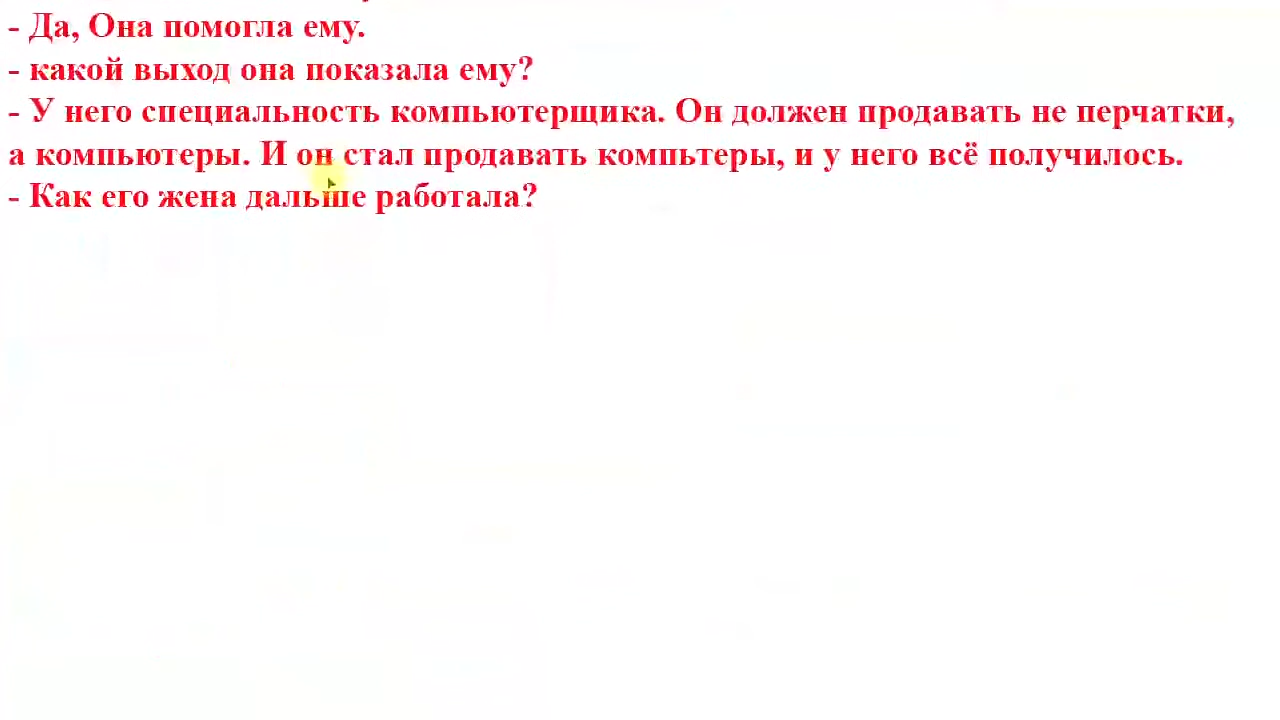 - Да, Она помогла ему.
- какой выход она показала ему?
- У него специальность компьютерщика. Он должен продавать не перчатки,
а компьютеры. И он стал продавать компьтеры, и у него всё получилось.
- Как его жена дальше работала?